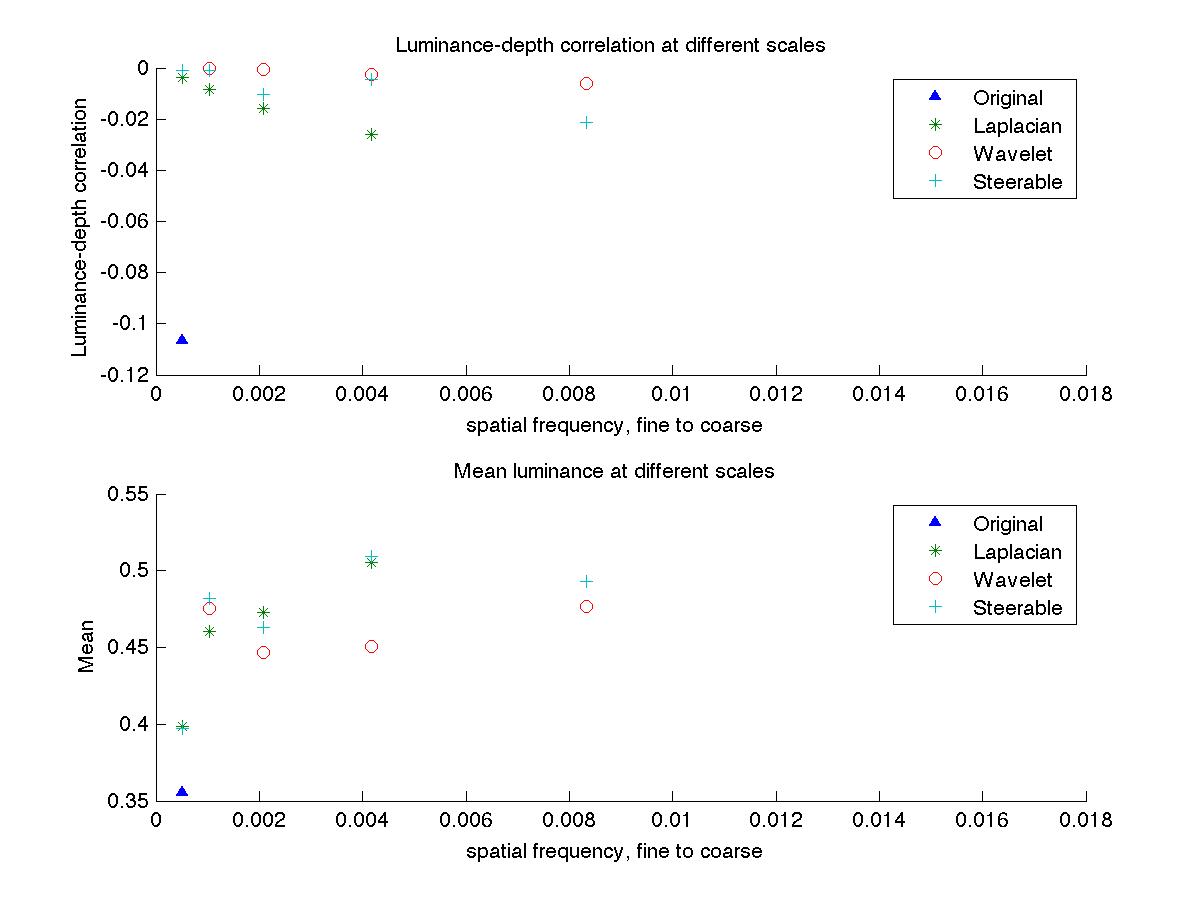 Luminance-depth correlation at different scales
Luminance-depth correlation
0
-0.02
-0.04
-0.06
-0.08
-0.1
-0.12
0 0.002 0.004 0.006 0.008 0.01 0.012 0.014 0.016 0.018
spatial frequency, fine to coarse
Original
Laplacian
Wavelet
Steerable
Mean luminance at different scales
Mean
0.55
0.5
0.45
0.4
0.35
0 0.002 0.004 0.006 0.008 0.01 0.012 0.014 0.016 0.018
spatial frequency, fine to coarse
Original
Laplacian
Wavelet
Steerable